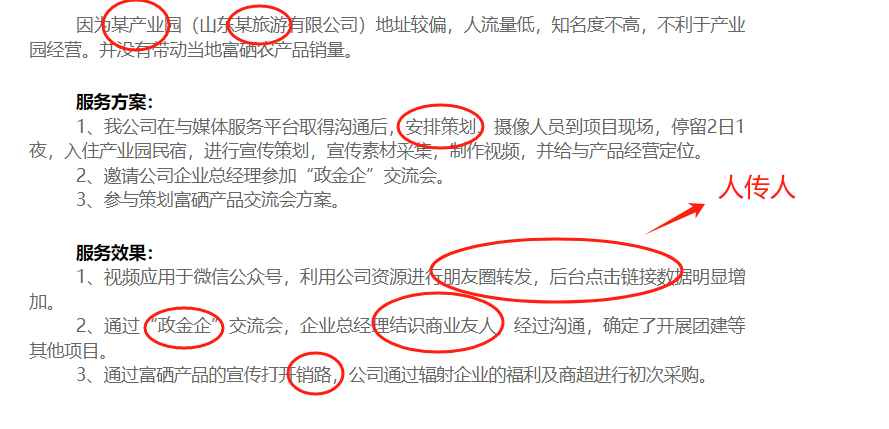 因为某产业园（山东某旅游有限公司）地址较偏，人流量低，知名度不高，不利于产业
园经营。并没有带动当地富硒农产品销量。
服务方案：
1、我公司在与媒体服务平台取得沟通后，安排策划、摄像人员到项目现场，停留2日1
夜，入住产业园民宿，进行宣传策划，宣传素材采集，制作视频，并给与产品经营定位。
2、邀请公司企业总经理参加“政金企”交流会。
3、参与策划富硒产品交流会方案。
人传人
服务效果：
1、视频应用于微信公众号，利用公司资源进行朋友圈转发，后台点击链接数据明显增
加。
2、通过“政金企”交流会，企业总经理结识商业友人，经过沟通，确定了开展团建等
其他项目。
3、通过富硒产品的宣传打开销路，公司通过辐射企业的福利及商超进行初次采购。